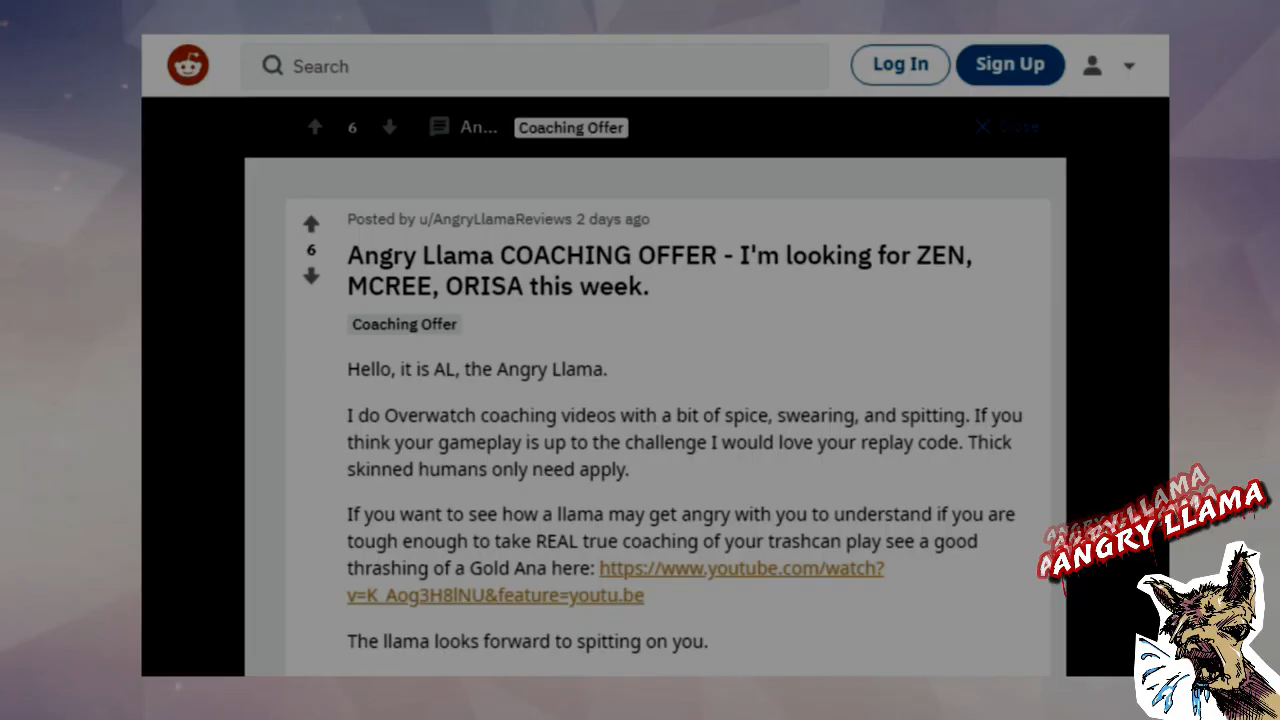 Search
Log In
Sign Up
6
An...
Coaching Offer
Close
Posted by u/AngryLlamaReviews 2 days ago
6
Angry Llama COACHING OFFER - I'm looking for ZEN,
MCREE, ORISA this week.
Coaching Offer
Hello, it is AL, the Angry Llama.
I do Overwatch coaching videos with a bit of spice, swearing, and spitting. If you
think your gameplay is up to the challenge I would love your replay code. Thick
skinned humans only need apply.
If you want to see how a llama may get angry with you to understand if you are
tough enough to take REAL true coaching of your trashcan play see a good
thrashing of a Gold Ana here: https://www.youtube.com/watch?
v=K_Aog3H8lNU&feature=youtu.be
The llama looks forward to spitting on you.
ANGRY LLAMA